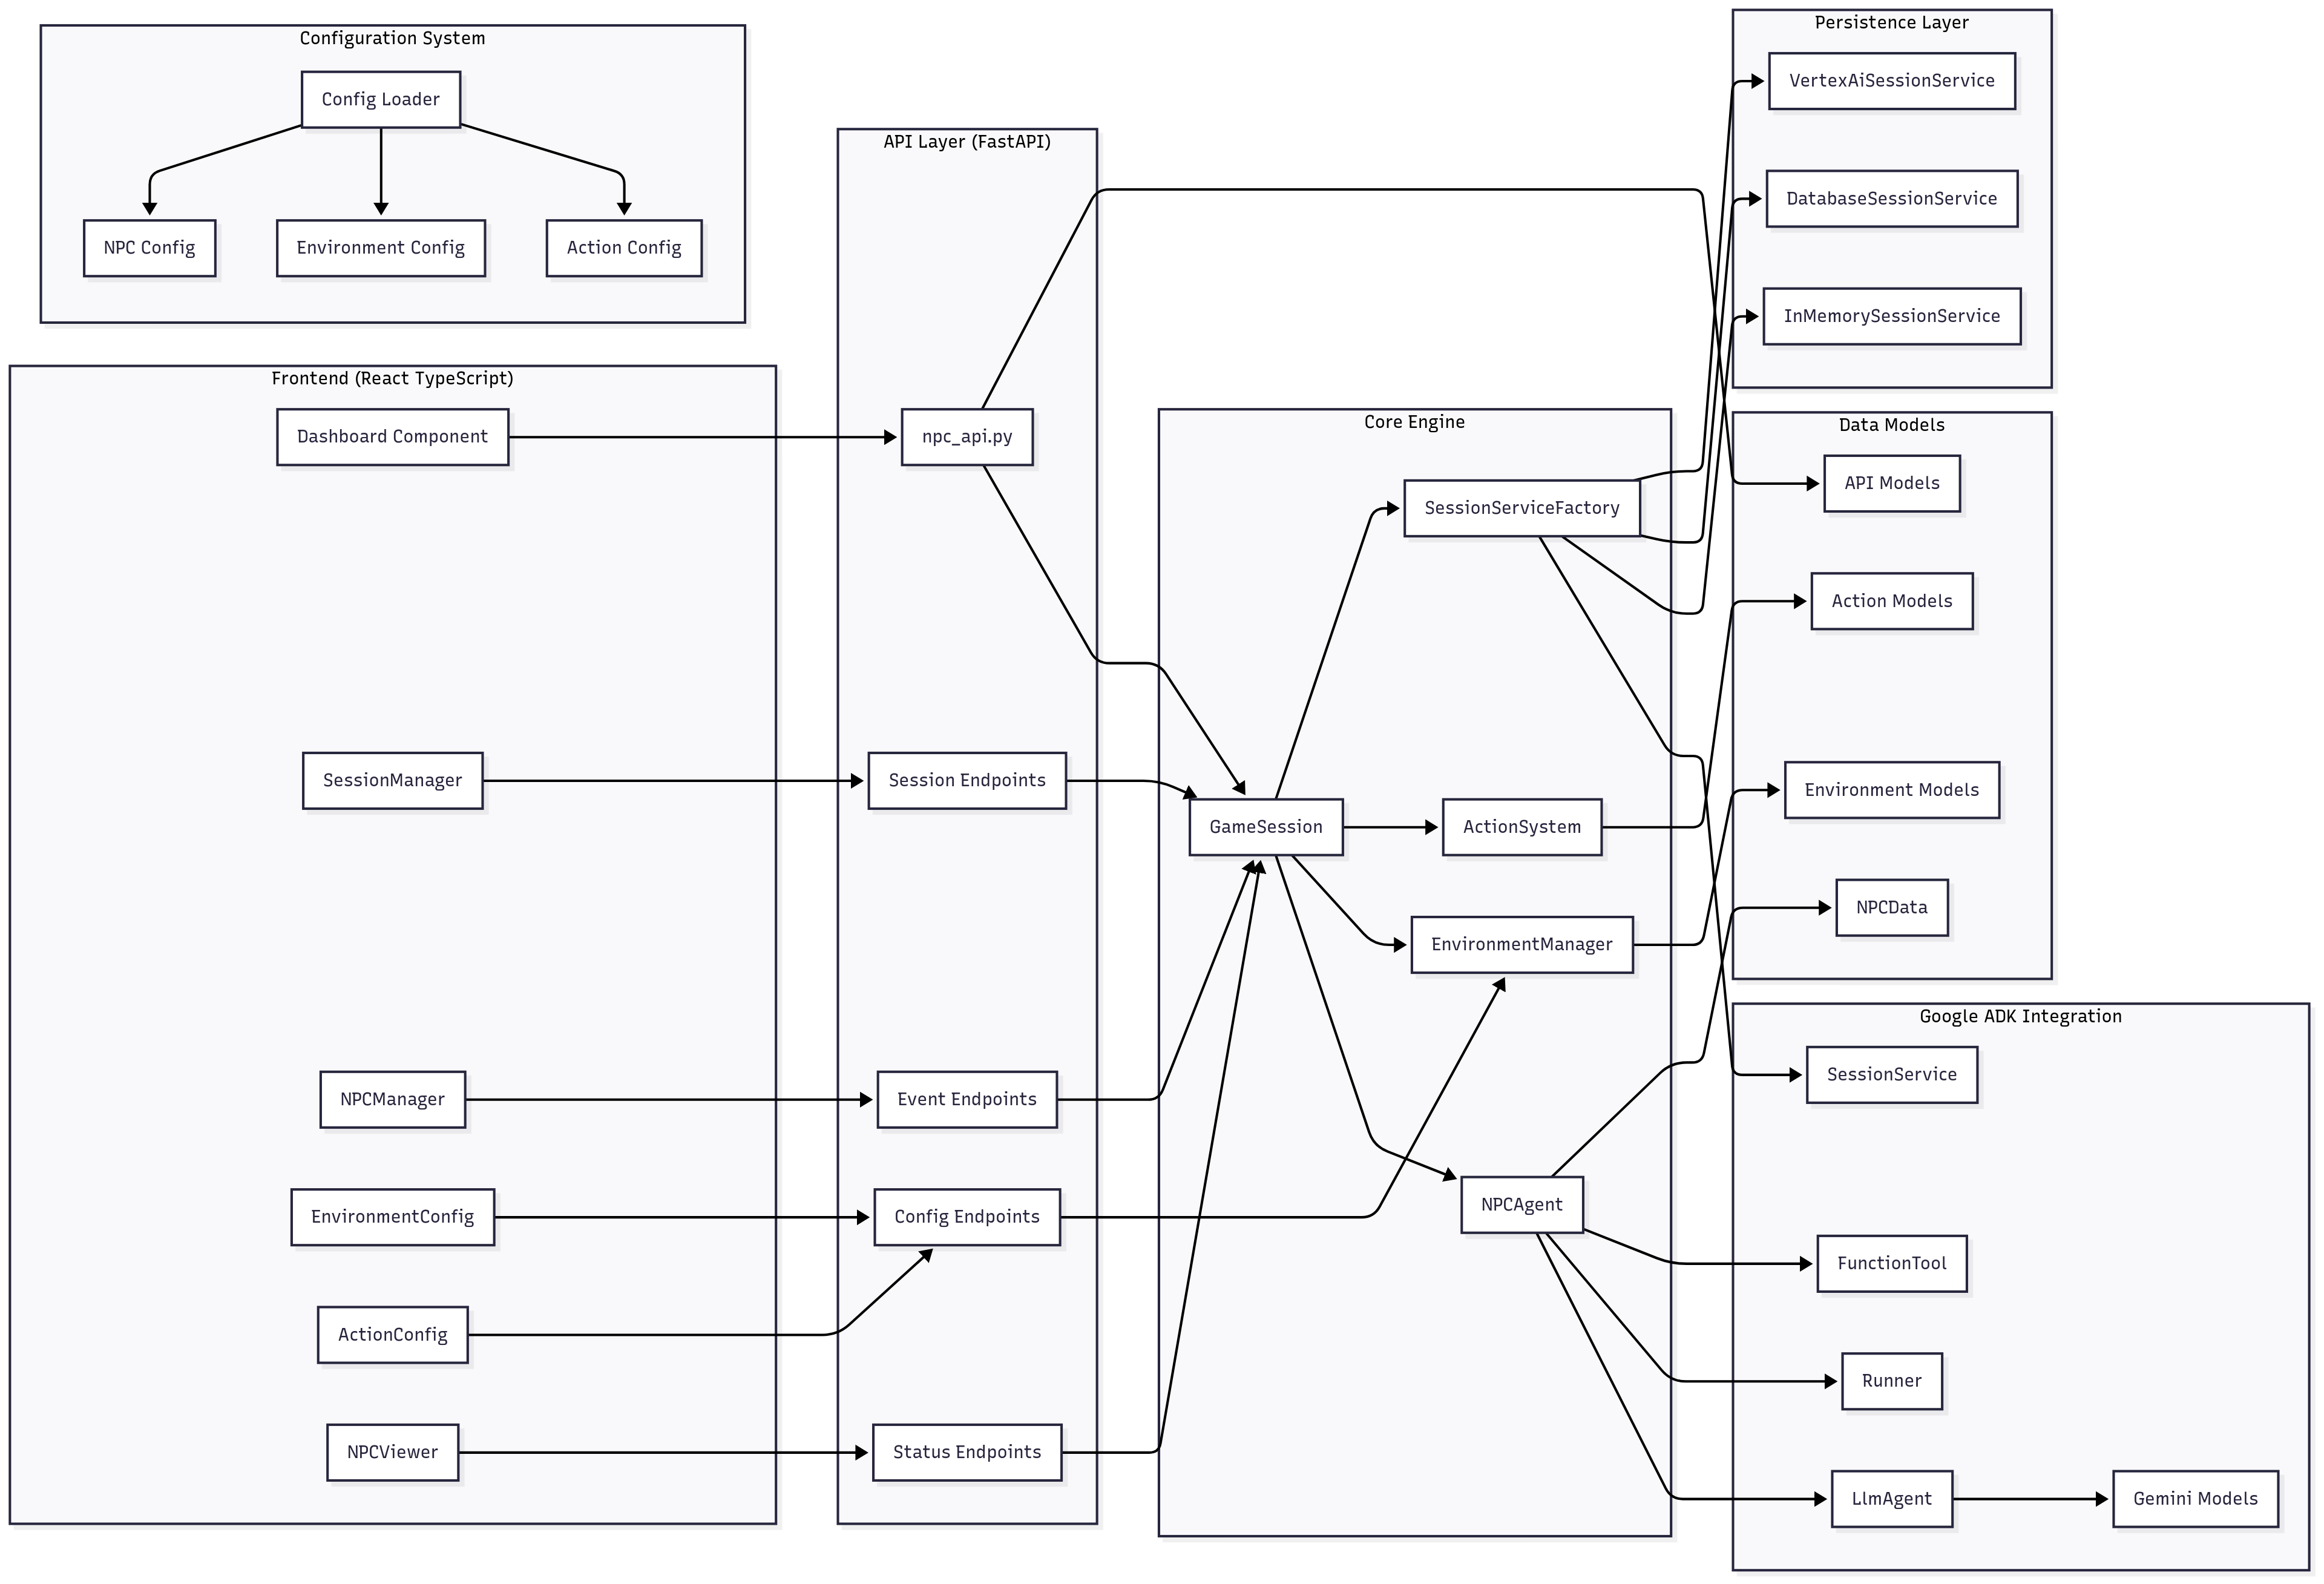 Configuration System
Config Loader
NPC Config
Environment Config
Action Config
Frontend (React TypeScript)
Dashboard Component
SessionManager
NPCManager
EnvironmentConfig
ActionConfig
NPCViewer
API Layer (FastAPI)
npc_api.py
Session Endpoints
Event Endpoints
Config Endpoints
Status Endpoints
Core Engine
SessionServiceFactory
GameSession
ActionSystem
EnvironmentManager
NPCAgent
Persistence Layer
VertexAiSessionService
DatabaseSessionService
InMemorySessionService
Data Models
API Models
Action Models
Environment Models
NPCData
Google ADK Integration
SessionService
FunctionTool
Runner
LlmAgent
Gemini Models